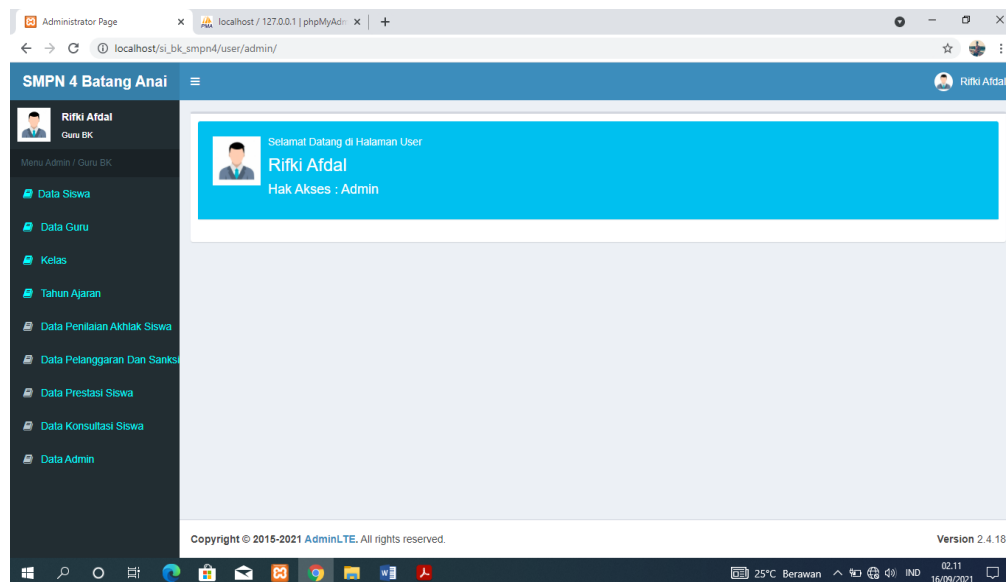 Administrator Page
localhost / 127.0.0.1 | phpMyAdm
localhost/si_bk_smpn4/user/admin/
SMPN 4 Batang Anai
Rifki Afdal
Rifki Afdal
Guru BK
Menu Admin / Guru BK
Data Siswa
Data Guru
Kelas
Tahun Ajaran
Data Penilaian Akhlak Siswa
Data Pelanggaran Dan Sanksi
Data Prestasi Siswa
Data Konsultasi Siswa
Data Admin
Selamat Datang di Halaman User
Rifki Afdal
Hak Akses : Admin
Copyright © 2015-2021 AdminLTE. All rights reserved.
Version 2.4.18
25°C Berawan
IND
02.11
16/09/2021